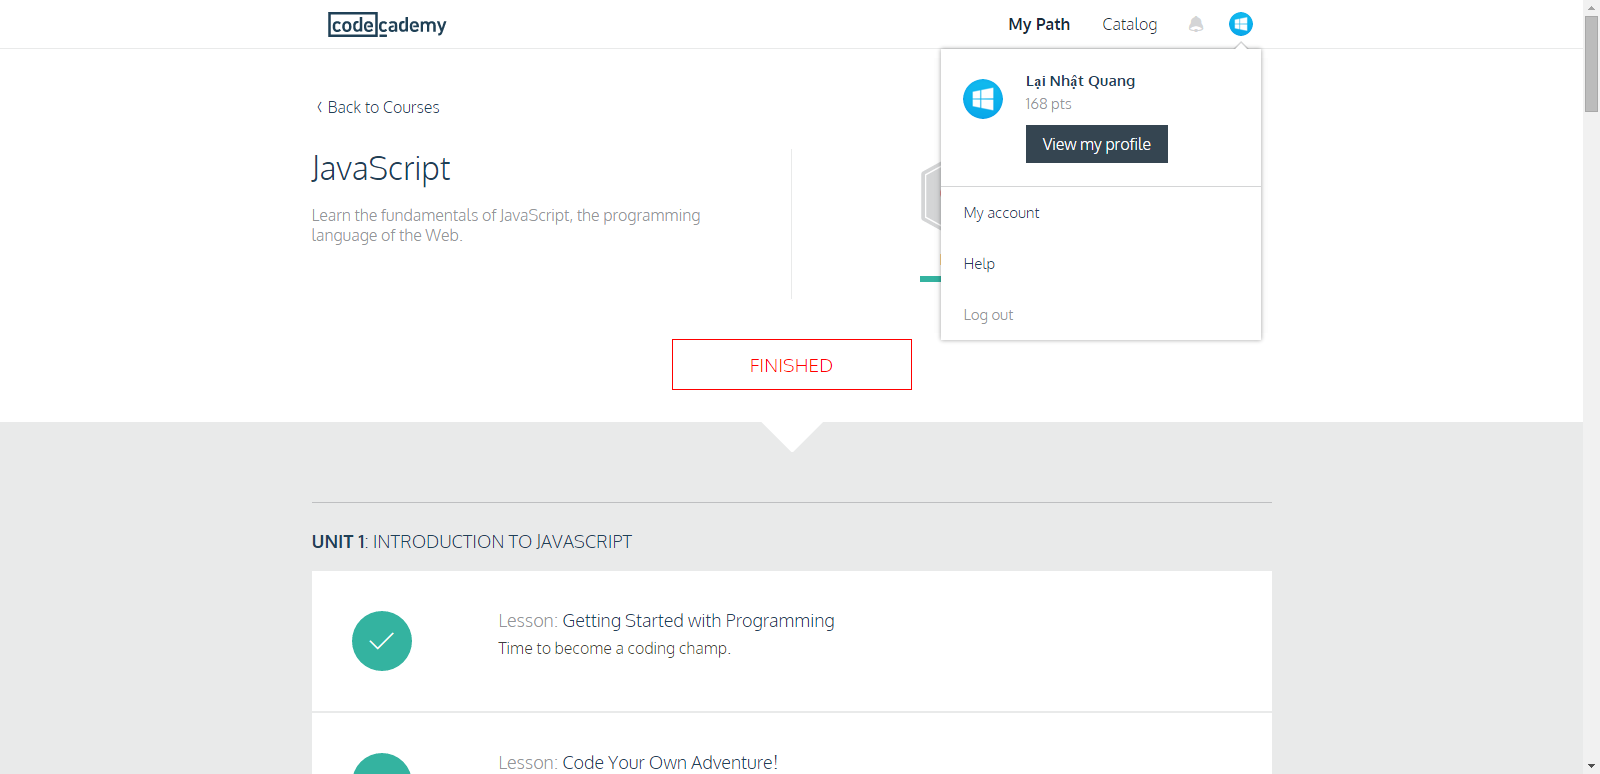 codecademy
My Path
Catalog
Lại Nhật Quang
168 pts
View my profile
My account
Help
Log out
Back to Courses
JavaScript
Learn the fundamentals of JavaScript, the programming
language of the Web.
FINISHED
UNIT 1: INTRODUCTION TO JAVASCRIPT
Lesson: Getting Started with Programming
Time to become a coding champ.
Lesson: Code Your Own Adventure!